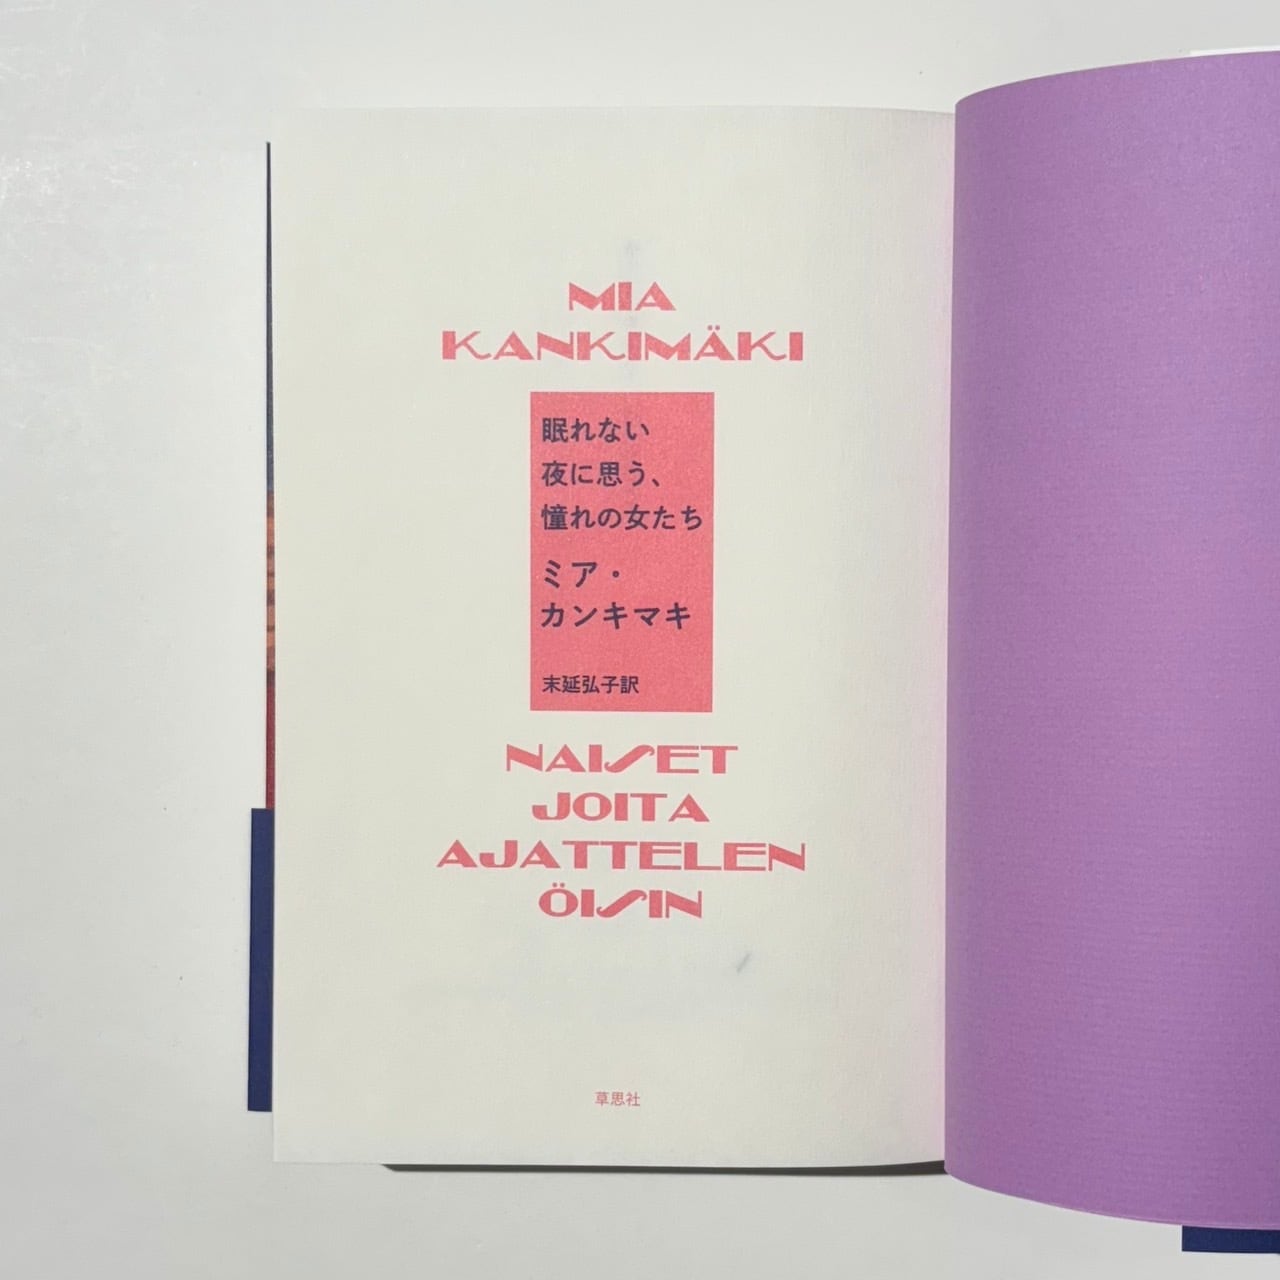 MIA
KANKIMÄKI
眠れない
夜に思う、
憧れの女たち
ミア・
カンキマキ
末延弘子訳
NAISET
JOITA
AJATTELEN
ÖISIN
草思社